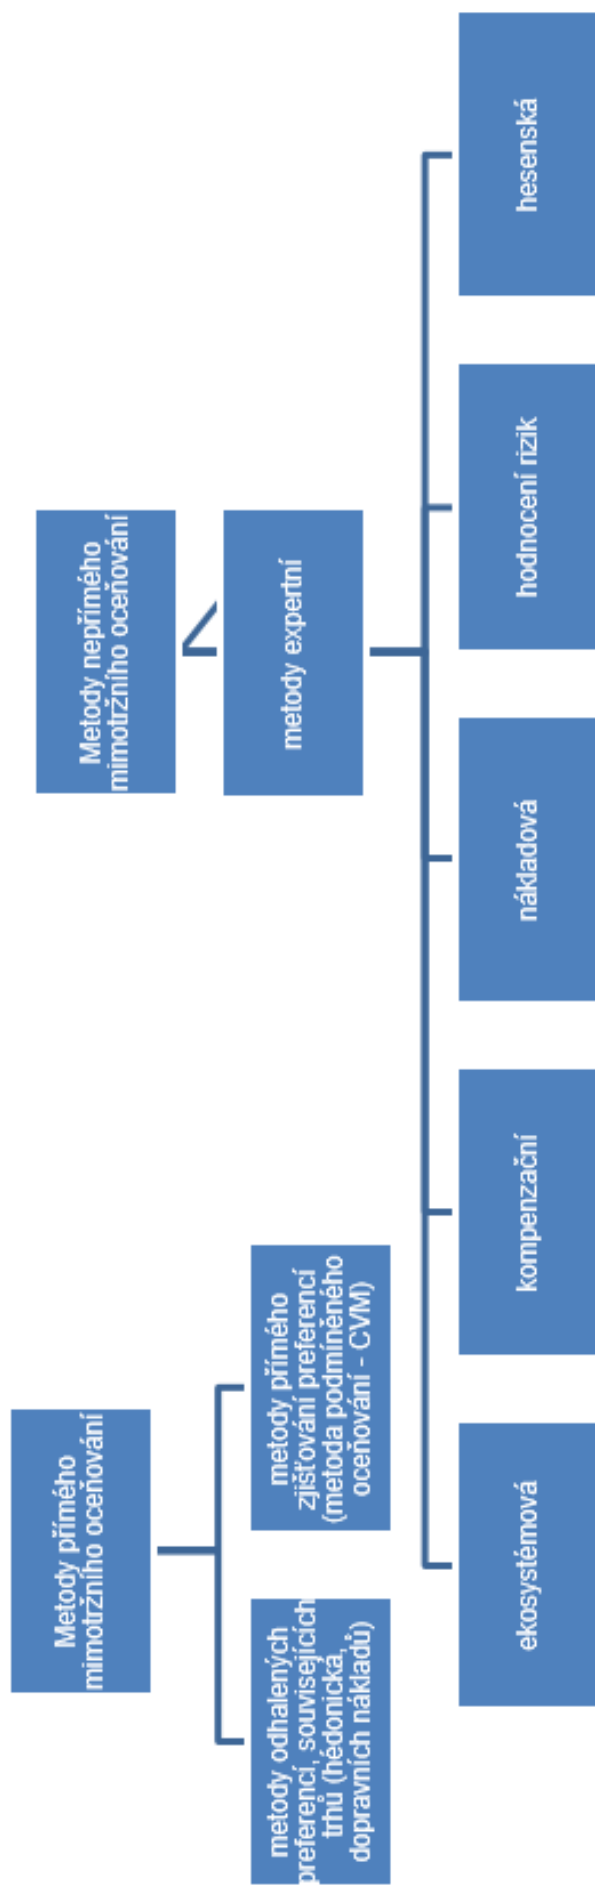 Metody přímého
mimotržního oceňování
metody odhalených
preferencí, souvisejících
trhů (hédonická,
dopravních nákladů)
metody přímého
zjišťování preferencí
(metoda podmíněného
oceňování - CVM)
Metody nepřímého
mimotržního oceňování
metody expertní
ekosystémová
kompenzační
nákladová
hodnocení rizik
hesenská